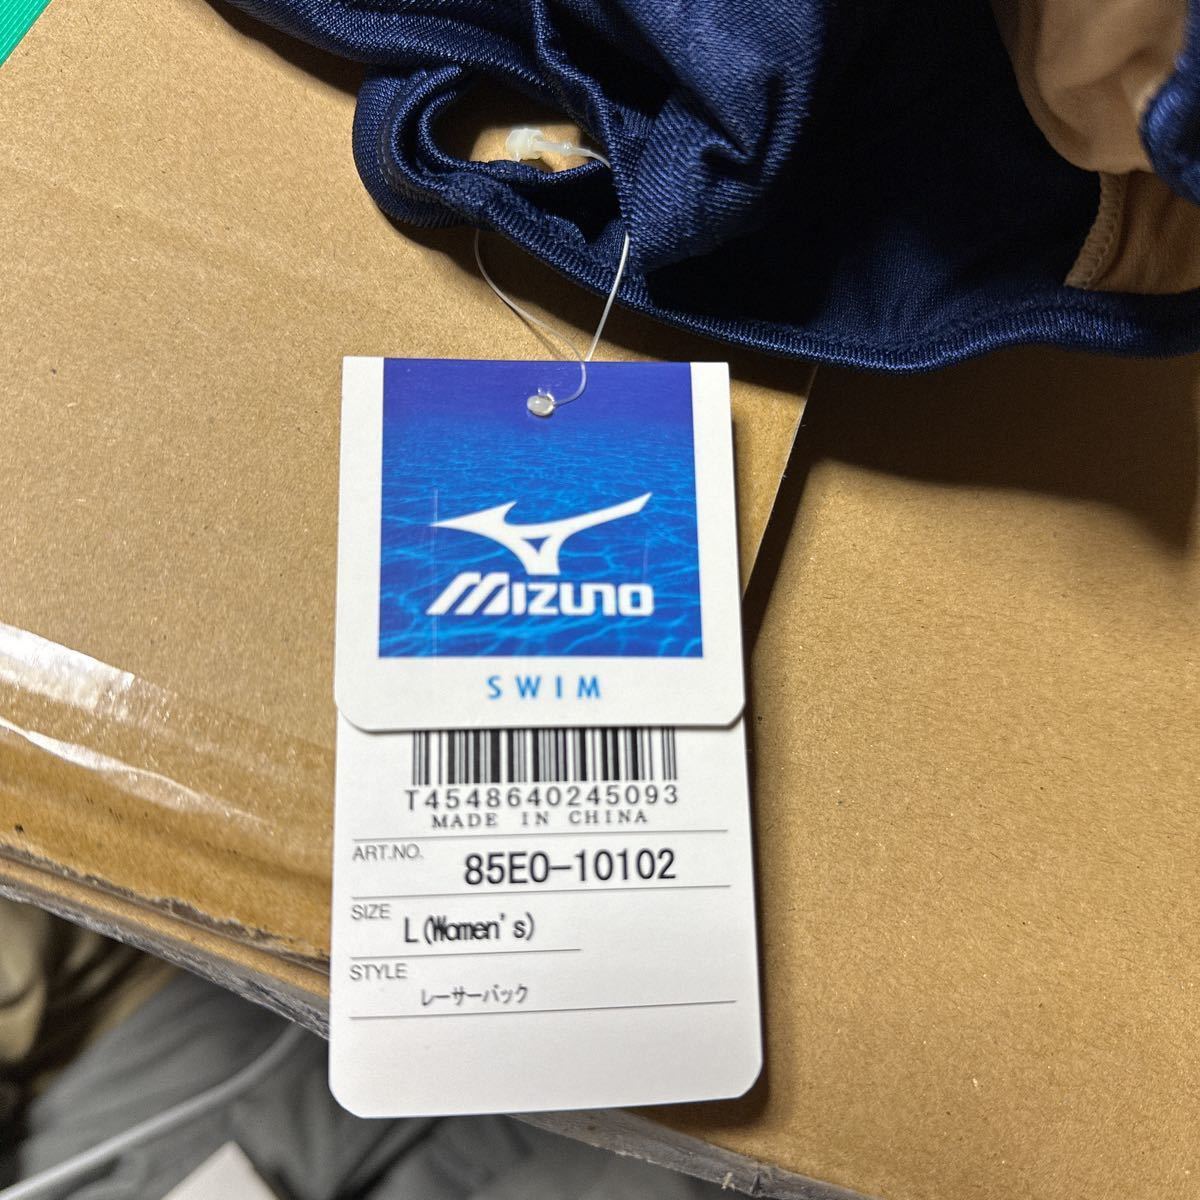 MIZUNO
SWIM
T4548640245093
MADE IN CHINA
ART.NO. 85E0-10102
SIZE L(Women's)
STYLE レーサーバック